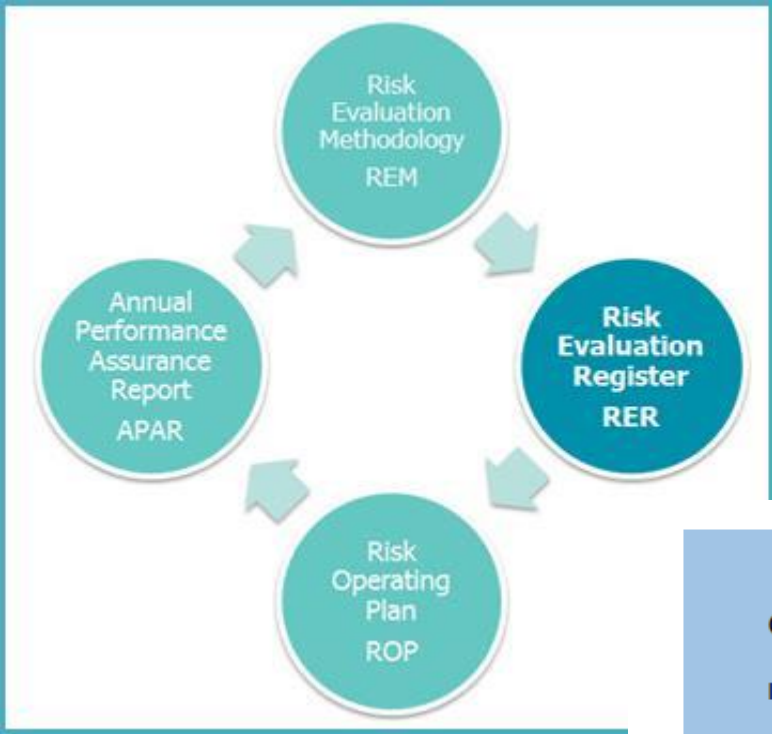 Risk
Evaluation
Methodology
REM
Risk
Evaluation
Register
RER
Risk
Operating
Plan
ROP
Annual
Performance
Assurance
Report
APAR